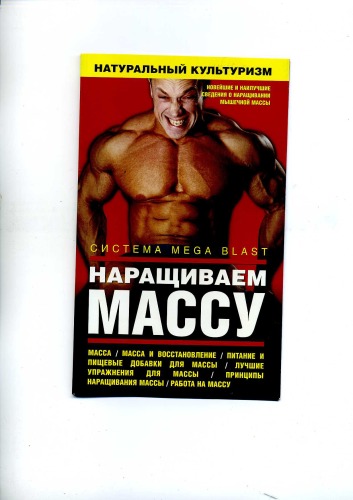 НАТУРАЛЬНЫЙ КУЛЬТУРИЗМ
НОВЕЙШИЕ И НАИЛУЧШИЕ
СВЕДЕНИЯ О НАРАЩИВАНИИ
МЫШЕЧНОЙ МАССЫ
СИСТЕМА MEGA BLAST
НАРАЩИВАЕМ
МАССУ
МАССА / МАССА И ВОССТАНОВЛЕНИЕ / ПИТАНИЕ И
ПИЩЕВЫЕ ДОБАВКИ ДЛЯ МАССЫ / ЛУЧШИЕ
УПРАЖНЕНИЯ ДЛЯ МАССЫ / ПРИНЦИПЫ
НАРАЩИВАНИЯ МАССЫ / РАБОТА НА МАССУ